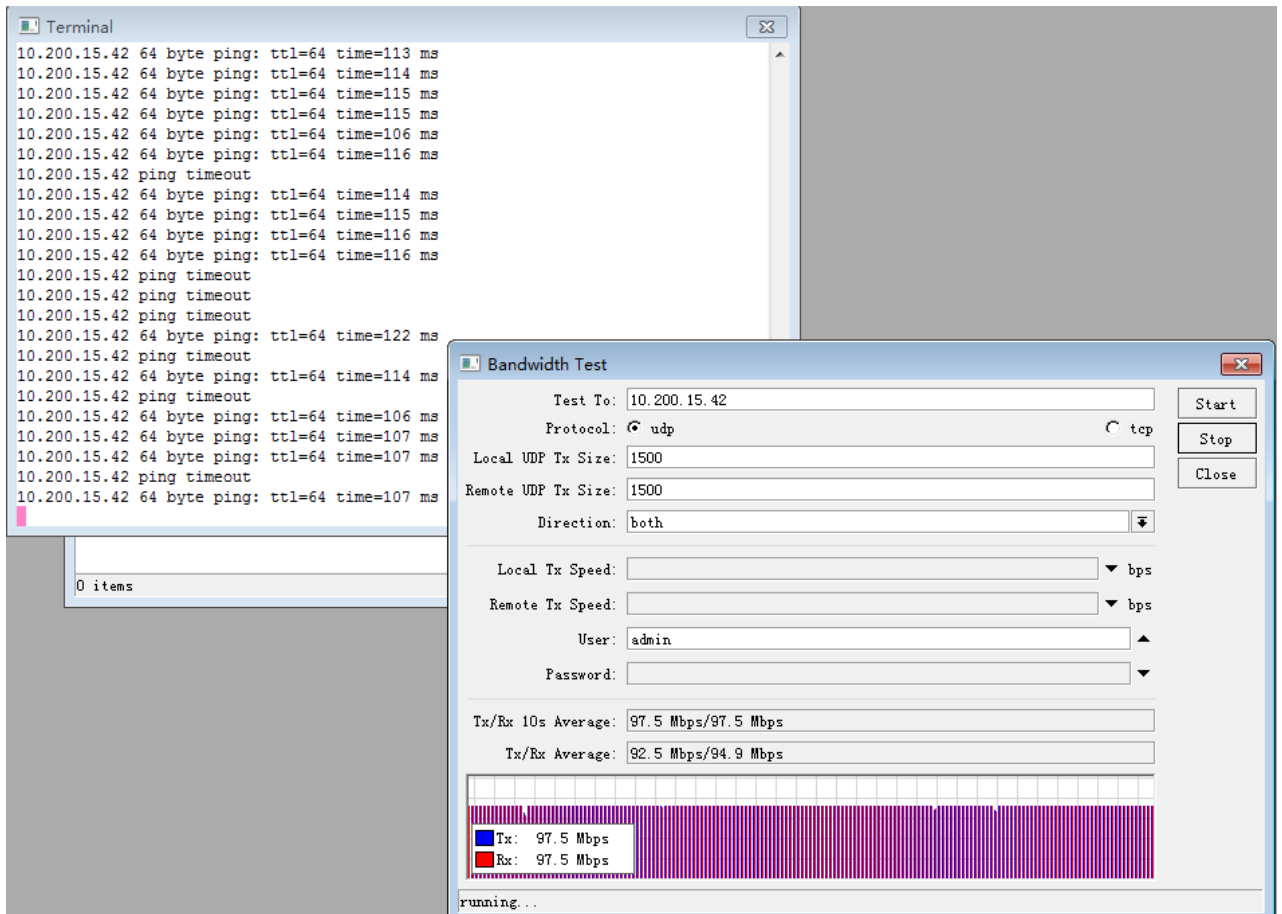 Terminal
10.200.15.42 64 byte ping: ttl=64 time=113 ms
10.200.15.42 64 byte ping: ttl=64 time=114 ms
10.200.15.42 64 byte ping: ttl=64 time=115 ms
10.200.15.42 64 byte ping: ttl=64 time=115 ms
10.200.15.42 64 byte ping: ttl=64 time=106 ms
10.200.15.42 64 byte ping: ttl=64 time=116 ms
10.200.15.42 ping timeout
10.200.15.42 64 byte ping: ttl=64 time=114 ms
10.200.15.42 64 byte ping: ttl=64 time=115 ms
10.200.15.42 64 byte ping: ttl=64 time=116 ms
10.200.15.42 64 byte ping: ttl=64 time=116 ms
10.200.15.42 ping timeout
10.200.15.42 ping timeout
10.200.15.42 ping timeout
10.200.15.42 64 byte ping: ttl=64 time=122 ms
10.200.15.42 ping timeout
10.200.15.42 64 byte ping: ttl=64 time=114 ms
10.200.15.42 ping timeout
10.200.15.42 64 byte ping: ttl=64 time=106 ms
10.200.15.42 64 byte ping: ttl=64 time=107 ms
10.200.15.42 64 byte ping: ttl=64 time=107 ms
10.200.15.42 ping timeout
10.200.15.42 64 byte ping: ttl=64 time=107 ms
0 items
Bandwidth Test
Test To: 10.200.15.42
Start
Protocol: udp tcp
Stop
Local UDP Tx Size: 1500
Close
Remote UDP Tx Size: 1500
Direction: both
Local Tx Speed: bps
Remote Tx Speed: bps
User: admin
Password:
Tx/Rx 10s Average: 97.5 Mbps/97.5 Mbps
Tx/Rx Average: 92.5 Mbps/94.9 Mbps
Tx: 97.5 Mbps
Rx: 97.5 Mbps
running...